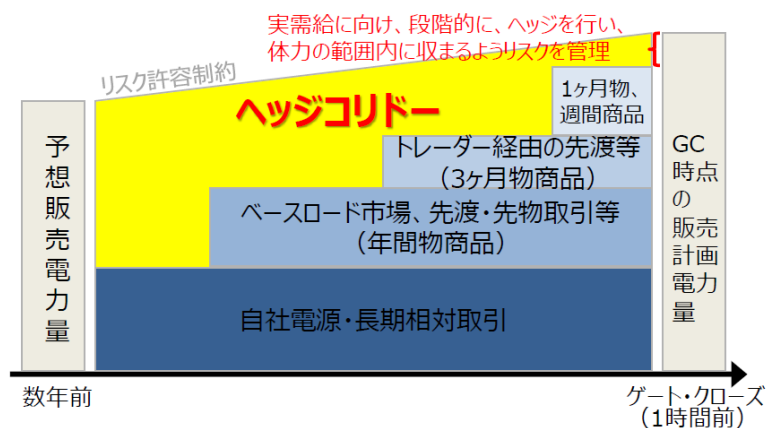 実需給に向け、段階的に、ヘッジを行い、
体力の範囲内に収まるようリスクを管理
リスク許容制約
ヘッジコリドー
1ヶ月物、
週間商品
トレーダー経由の先渡等
（3ヶ月物商品）
ベースロード市場、先渡・先物取引等
（年間物商品）
自社電源・長期相対取引
予想販売電力量
GC
時点
の
販売
計画
電力
量
数年前
ゲート・クローズ
（1時間前）